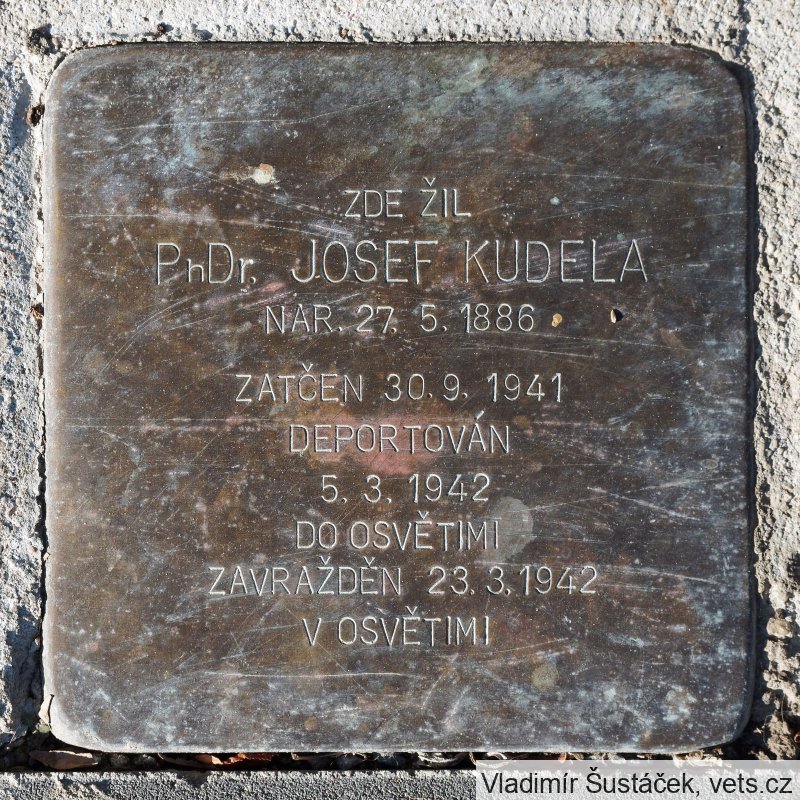 ZDE ŽIL
PhDr. JOSEF KUDELA
NAR. 27. 5. 1886
ZATČEN 30. 9. 1941
DEPORTOVÁN
5. 3. 1942
DO OSVĚTIMI
ZAVRAŽDĚN 23. 3. 1942
V OSVĚTIMI
Vladimír Šustáček, vets.cz